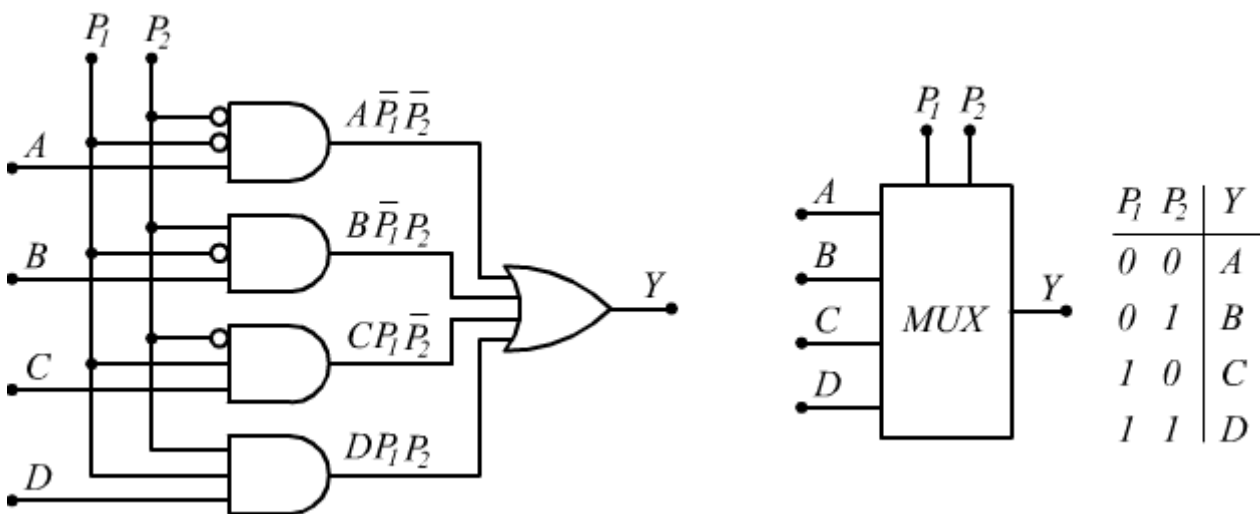 P₁ P₂
A
A P̅₁ P̅₂
B
B P̅₁ P₂
C
C P₁ P̅₂
D
D P₁ P₂
Y
P₁ P₂
A
B
C
D
MUX
Y
P₁ P₂ Y
0 0 A
0 1 B
1 0 C
1 1 D